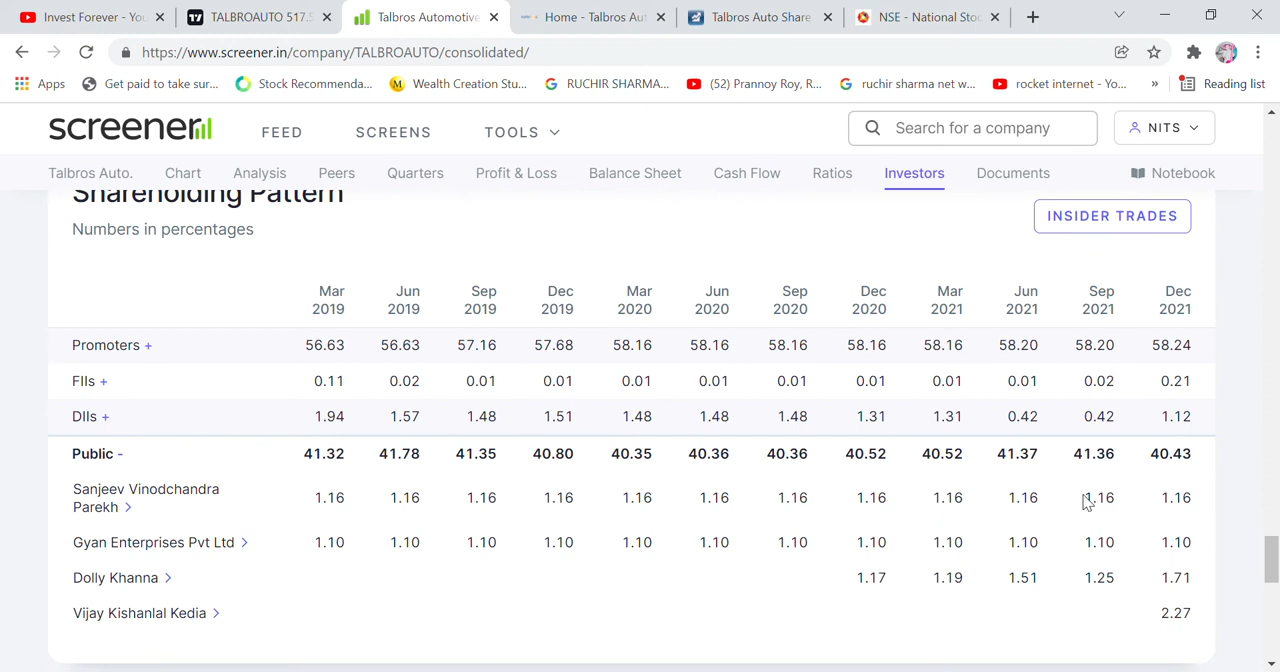 Invest Forever - Yo
TALBROAUTO 517.5
Talbros Automotive
Home - Talbros Aut
Talbros Auto Share
NSE - National Stoc
https://www.screener.in/company/TALBROAUTO/consolidated/
Apps
Get paid to take sur...
Stock Recommenda...
Wealth Creation Stu...
RUCHIR SHARMA...
(52) Prannoy Roy, R...
ruchir sharma net w...
rocket internet - Yo...
»
Reading list
screener
FEED
SCREENS
TOOLS
Search for a company
NITS
Talbros Auto. Chart Analysis Peers Quarters Profit & Loss Balance Sheet Cash Flow Ratios Investors Documents Notebook
Shareholding Pattern
Numbers in percentages
INSIDER TRADES
Mar Jun Sep Dec Mar Jun Sep Dec Mar Jun Sep Dec
2019 2019 2019 2019 2020 2020 2020 2020 2021 2021 2021 2021
Promoters + 56.63 56.63 57.16 57.68 58.16 58.16 58.16 58.16 58.16 58.20 58.20 58.24
FIIs + 0.11 0.02 0.01 0.01 0.01 0.01 0.01 0.01 0.01 0.01 0.02 0.21
DIIs + 1.94 1.57 1.48 1.51 1.48 1.48 1.48 1.31 1.31 0.42 0.42 1.12
Public - 41.32 41.78 41.35 40.80 40.35 40.36 40.36 40.52 40.52 41.37 41.36 40.43
Sanjeev Vinodchandra
Parekh 1.16 1.16 1.16 1.16 1.16 1.16 1.16 1.16 1.16 1.16 1.16 1.16
Gyan Enterprises Pvt Ltd 1.10 1.10 1.10 1.10 1.10 1.10 1.10 1.10 1.10 1.10 1.10 1.10
Dolly Khanna 1.17 1.19 1.51 1.25 1.71
Vijay Kishanlal Kedia 2.27